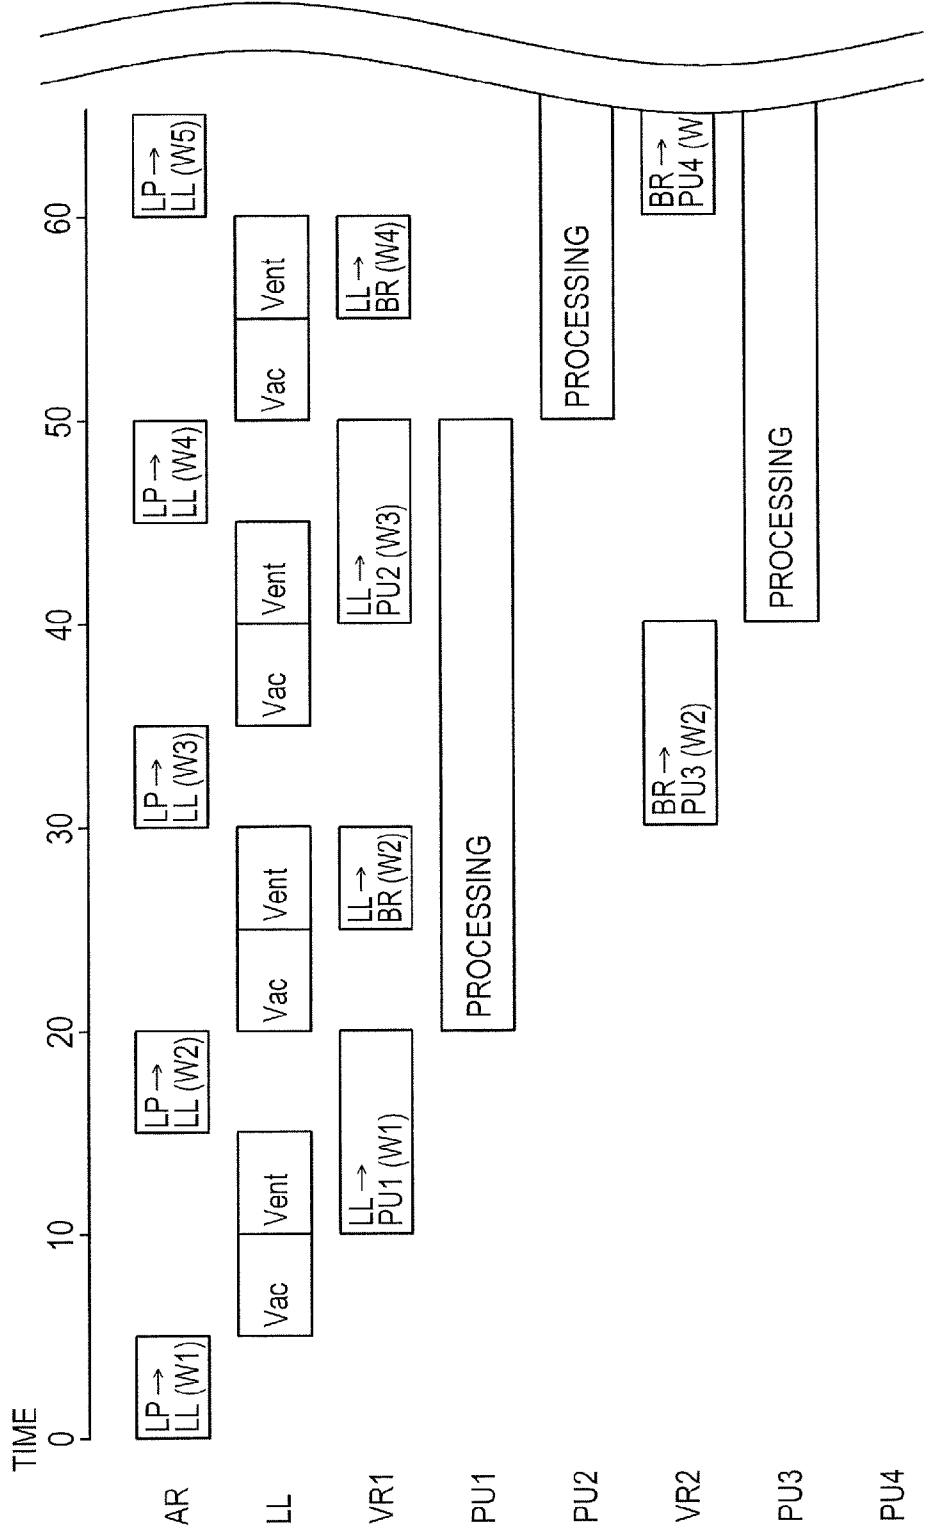 TIME
0
10
20
30
40
50
60
AR
LP→
LL (W1)
LP→
LL (W2)
LP→
LL (W3)
LP→
LL (W4)
LP→
LL (W5)
LL
Vac
Vent
Vac
Vent
Vac
Vent
Vac
Vent
VR1
LL→
PU1 (W1)
LL→
BR (W2)
LL→
PU2 (W3)
LL→
BR (W4)
PU1
PROCESSING
PU2
PROCESSING
VR2
BR→
PU3 (W2)
BR→
PU4 (W
PU3
PROCESSING
PU4